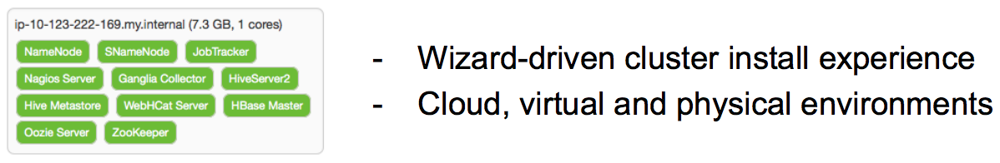 ip-10-123-222-169.my.internal (7.3 GB, 1 cores)
NameNode SNameNode JobTracker
Nagios Server Ganglia Collector HiveServer2
Hive Metastore WebHCat Server HBase Master
Oozie Server ZooKeeper
- Wizard-driven cluster install experience
- Cloud, virtual and physical environments